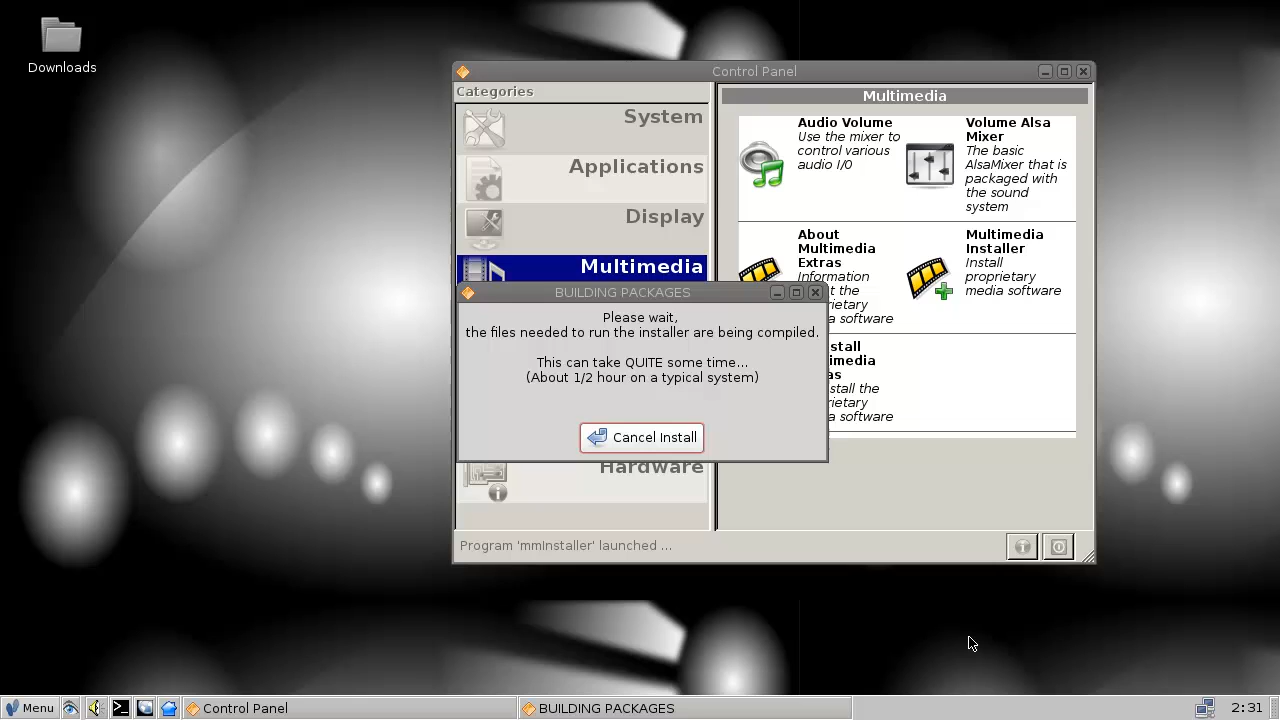 Downloads
Control Panel
Categories
System
Applications
Display
Multimedia
Hardware
Multimedia
Audio Volume
Use the mixer to
control various
audio I/0
Volume Alsa
Mixer
The basic
AlsaMixer that is
packaged with
the sound
system
About
Multimedia
Extras
Information
the
a software
Multimedia
Installer
Install
proprietary
media software
the
a software
BUILDING PACKAGES
Please wait,
the files needed to run the installer are being compiled.
This can take QUITE some time...
(About 1/2 hour on a typical system)
Cancel Install
Program 'mmInstaller' launched ...
Menu
Control Panel
BUILDING PACKAGES
2:31